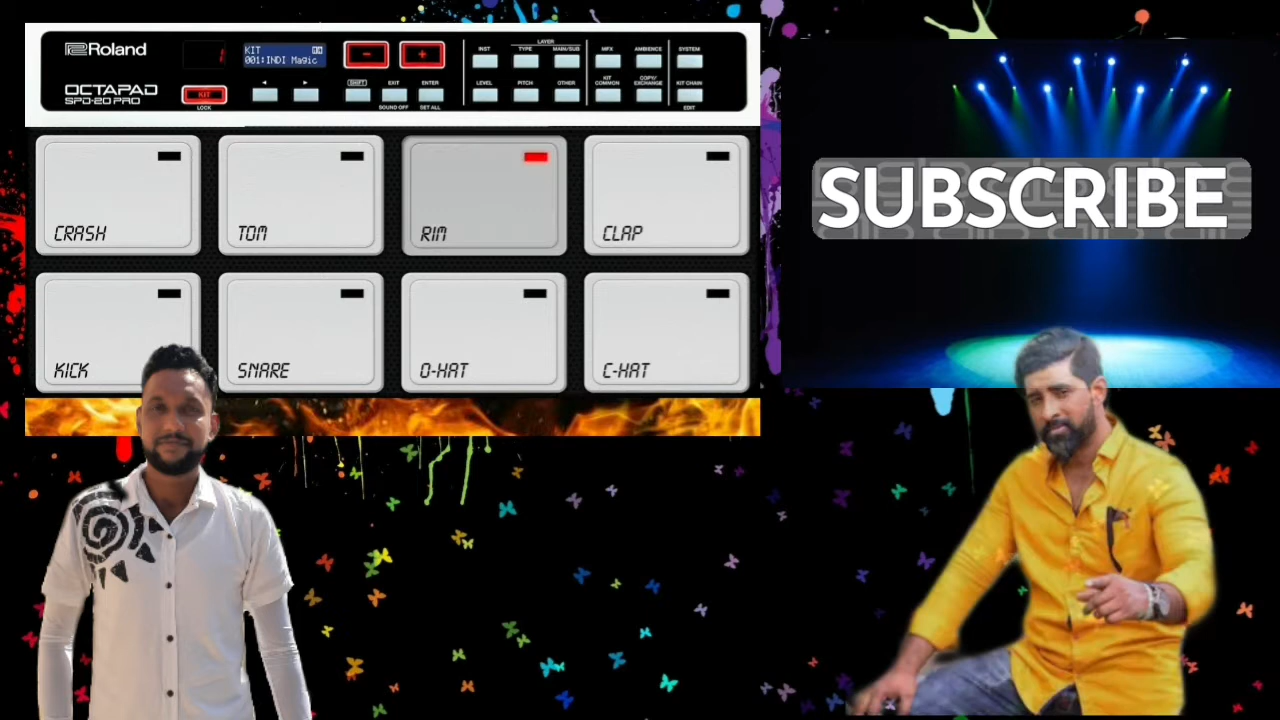 Roland
1
KIT
001:INDI Magic
-
+
INST
LAYER
TYPE
MAIN/SUB
MFX
AMBIENCE
SYSTEM
OCTAPAD
SPD-20 PRO
KIT
LOCK
SHIFT
EXIT
ENTER
SOUND OFF
SET ALL
LEVEL
PITCH
OTHER
KIT COMMON
COPY/EXCHANGE
KIT CHAIN
EDIT
CRASH
TOM
RIM
CLAP
KICK
SNARE
O-HAT
C-HAT
SUBSCRIBE